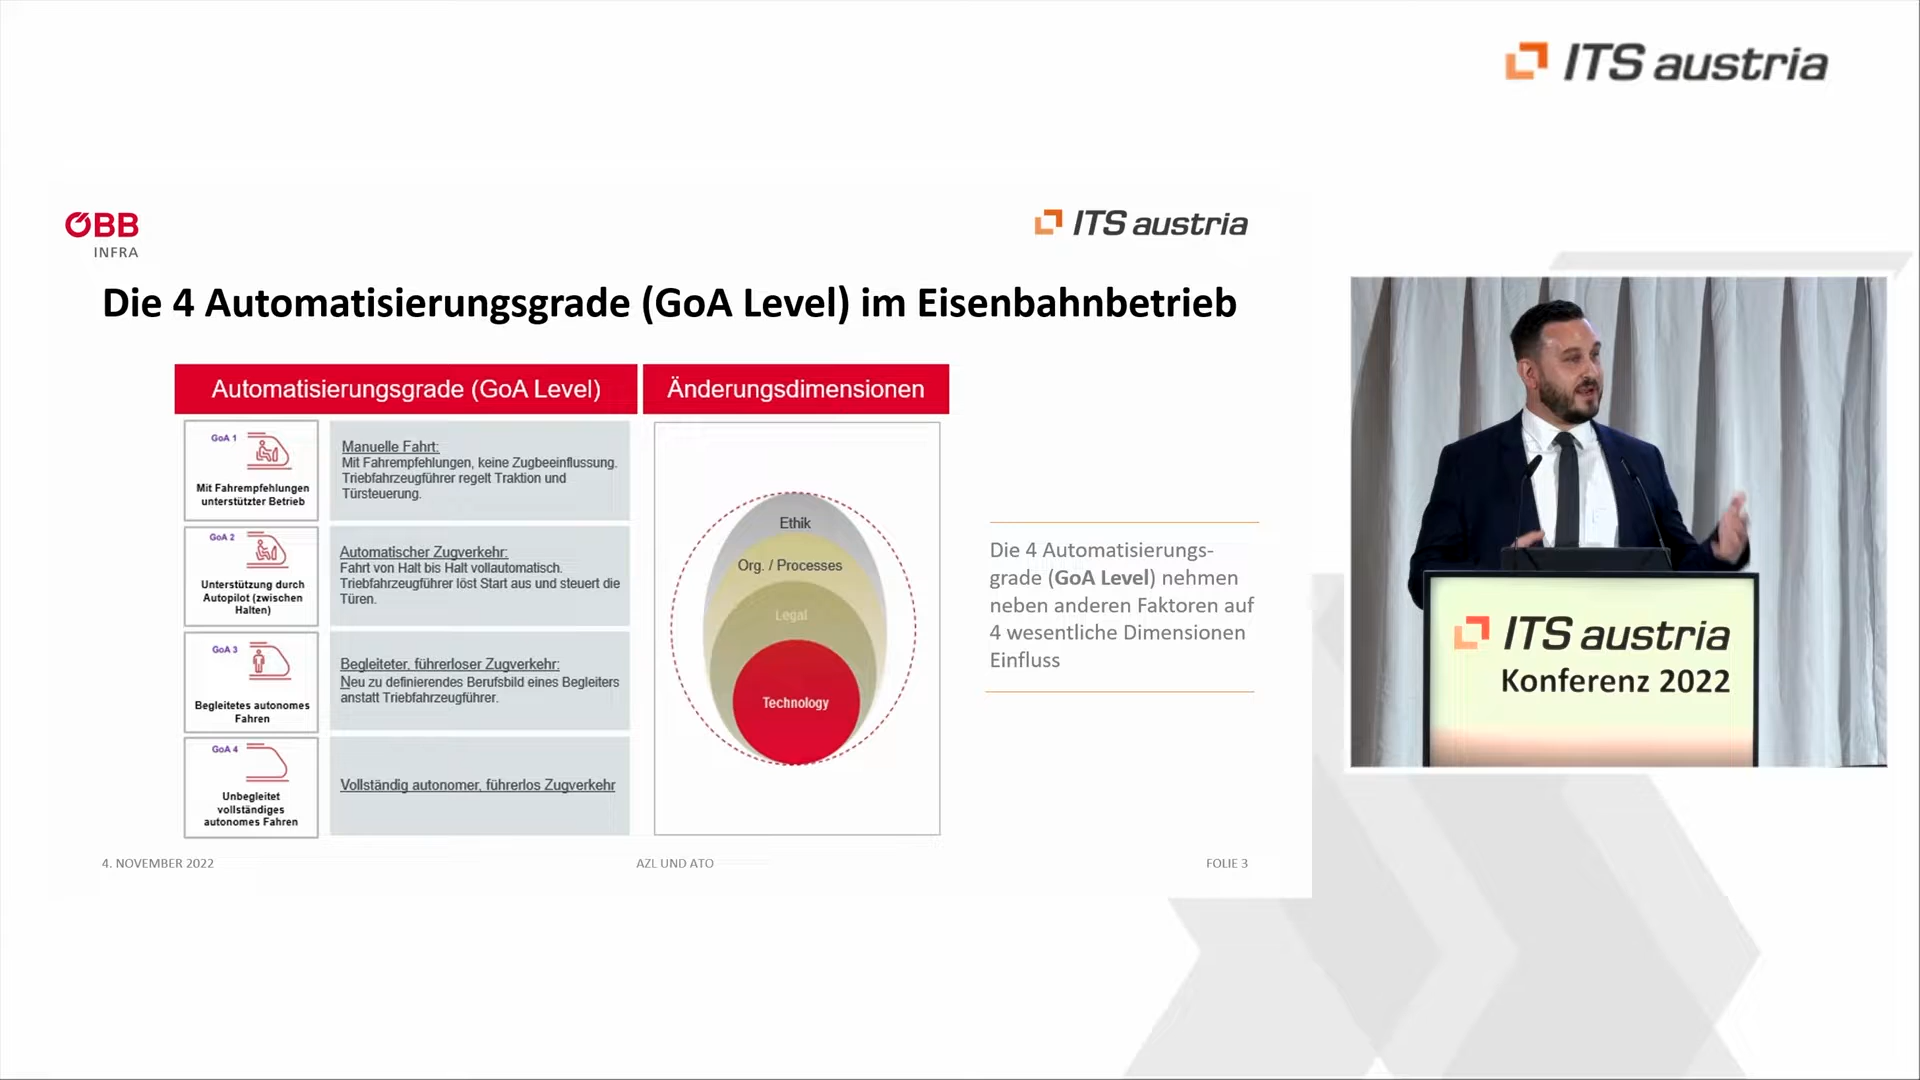 ITS austria
ÖBB
INFRA
ITS austria
Die 4 Automatisierungsgrade (GoA Level) im Eisenbahnbetrieb
Automatisierungsgrade (GoA Level)
Änderungsdimensionen
GoA 1
Mit Fahrempfehlungen
unterstützter Betrieb
Manuelle Fahrt:
Mit Fahrempfehlungen, keine Zugbeeinflussung.
Triebfahrzeugführer regelt Traktion und
Türsteuerung.
GoA 2
Unterstützung durch
Autopilot (zwischen
Halten)
Automatischer Zugverkehr:
Fahrt von Halt bis Halt vollautomatisch.
Triebfahrzeugführer löst Start aus und steuert die
Türen.
GoA 3
Begleitetes autonomes
Fahren
Begleiteter, führerloser Zugverkehr:
Neu zu definierendes Berufsbild eines Begleiters
anstatt Triebfahrzeugführer.
GoA 4
Unbegleitet
vollständiges
autonomes Fahren
Vollständig autonomer, führerlos Zugverkehr
Ethik
Org. / Processes
Legal
Technology
Die 4 Automatisierungs-
grade (GoA Level) nehmen
neben anderen Faktoren auf
4 wesentliche Dimensionen
Einfluss
4. NOVEMBER 2022
AZL UND ATO
FOLIE 3
ITS austria
Konferenz 2022